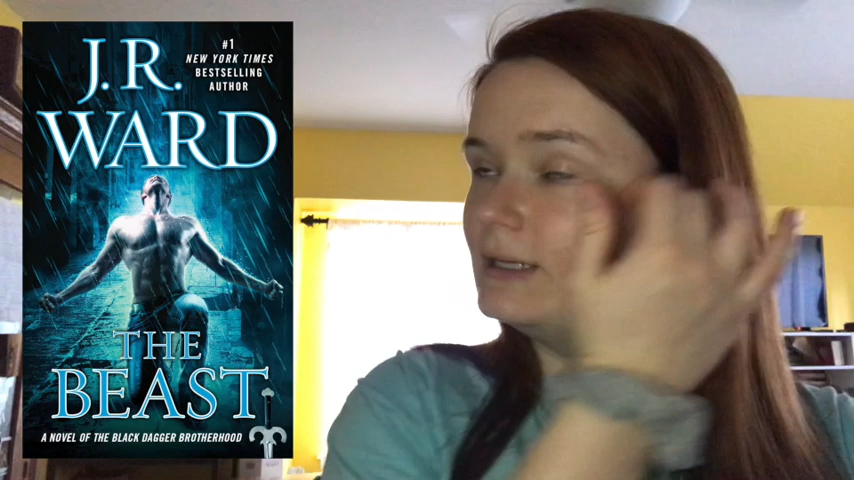 J. R.
#1
NEW YORK TIMES
BESTSELLING
AUTHOR
WARD
THE
BEAST
A NOVEL OF THE BLACK DAGGER BROTHERHOOD